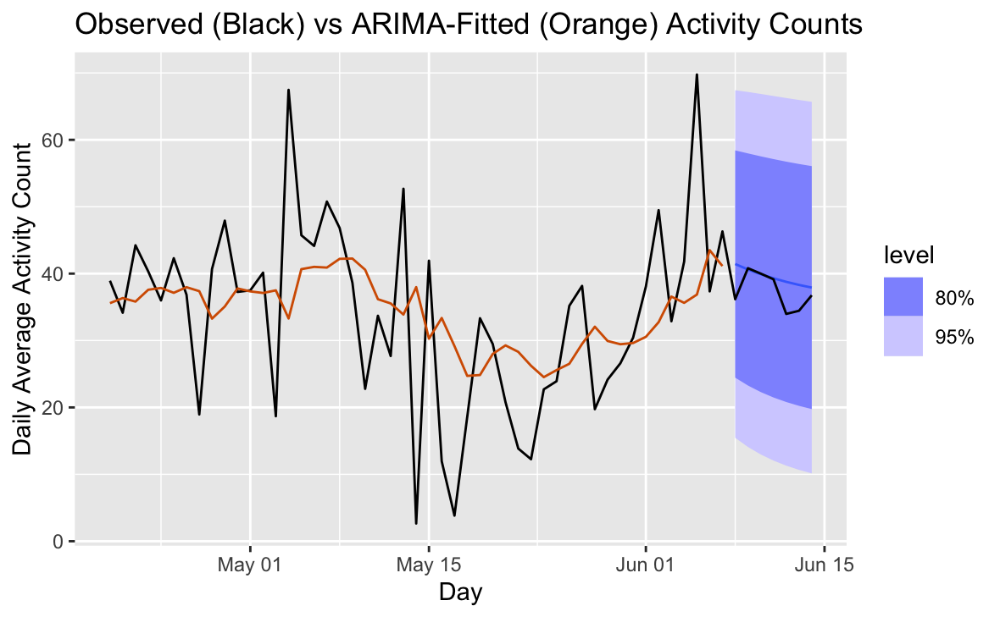 Observed (Black) vs ARIMA-Fitted (Orange) Activity Counts
Daily Average Activity Count
60
40
20
0
May 01
May 15
Jun 01
Jun 15
Day
level
80%
95%